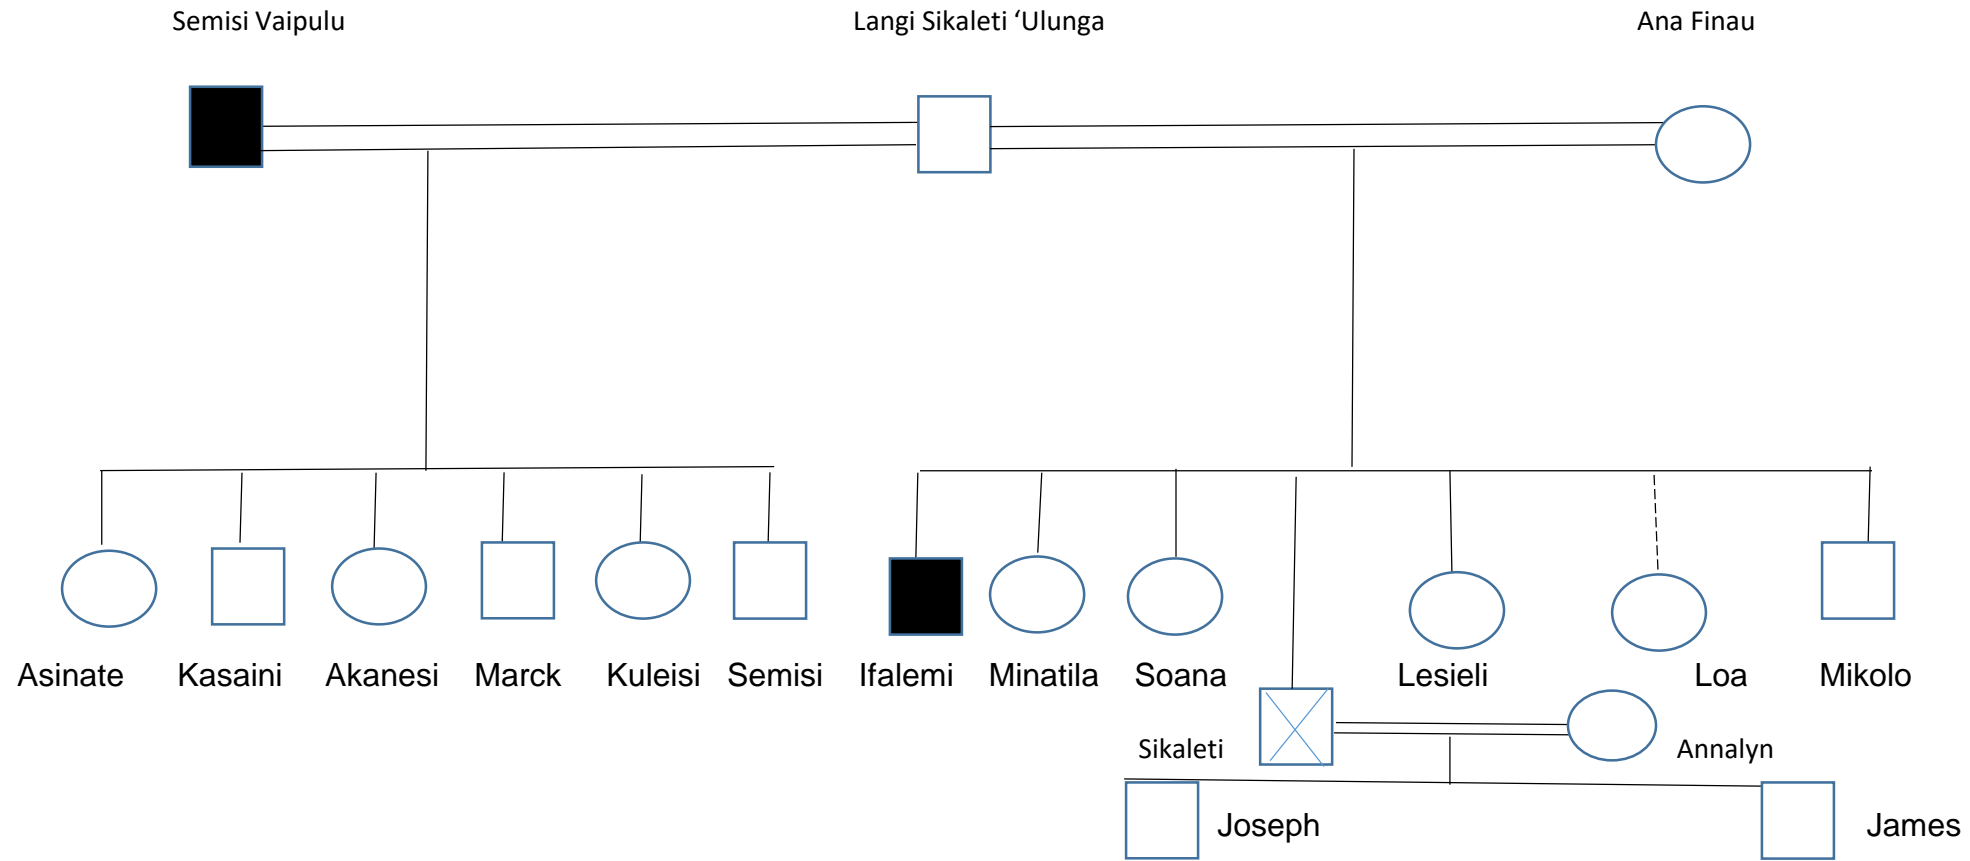 Semisi Vaipulu Langi Sikaleti ‘Ulunga Ana Finau
Asinate Kasaini Akanesi Marck Kuleisi Semisi Ifalemi Minatila Soana Lesieli Loa Mikolo
Sikaleti Annalyn
Joseph James